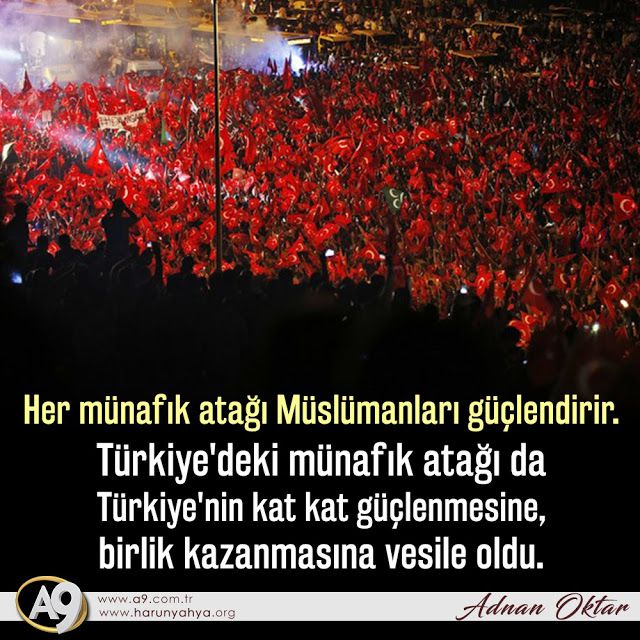 Her münafık atağı Müslümanları güçlendirir.
Türkiye'deki münafık atağı da
Türkiye'nin kat kat güçlenmesine,
birlik kazanmasına vesile oldu.
A9
www.a9.com.tr
www.harunyahya.org
Adnan Oktar